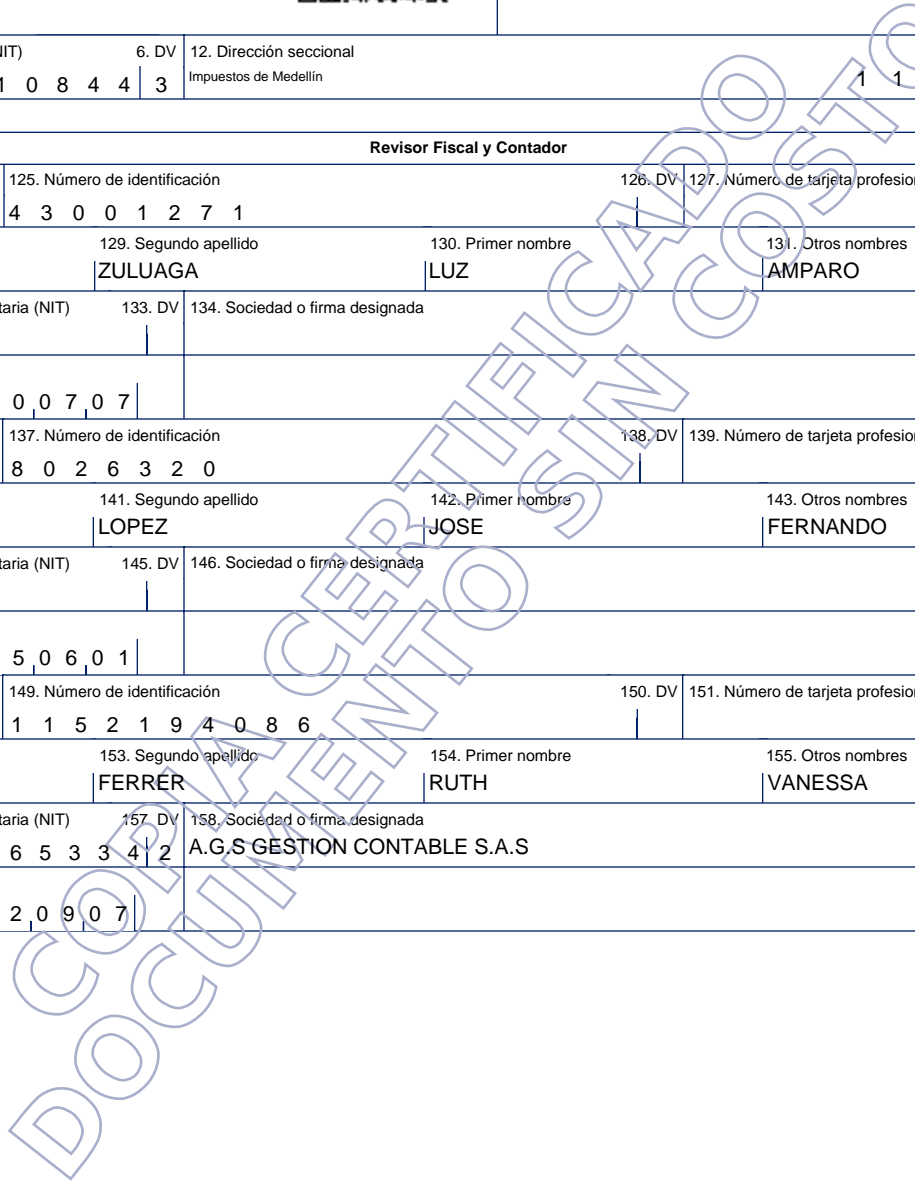 IIT) 6. DV 12. Dirección seccional
1 0 8 4 4 3 Impuestos de Medellín 1 1
Revisor Fiscal y Contador
125. Número de identificación 126. DV 127. Número de tarjeta profesion
4 3 0 0 1 2 7 1
129. Segundo apellido 130. Primer nombre 131. Otros nombres
ZULUAGA LUZ AMPARO
taria (NIT) 133. DV 134. Sociedad o firma designada
0 0 7 0 7
137. Número de identificación 138. DV 139. Número de tarjeta profesion
8 0 2 6 3 2 0
141. Segundo apellido 142. Primer nombre 143. Otros nombres
LOPEZ JOSE FERNANDO
taria (NIT) 145. DV 146. Sociedad o firma designada
5 0 6 0 1
149. Número de identificación 150. DV 151. Número de tarjeta profesion
1 1 5 2 1 9 4 0 8 6
153. Segundo apellido 154. Primer nombre 155. Otros nombres
FERRER RUTH VANESSA
taria (NIT) 157. DV 158. Sociedad o firma designada
6 5 3 3 4 2 A.G.S GESTION CONTABLE S.A.S
2 0 9 0 7
COPIA CERTIFICADO
DOCUMENTO SIN COSTO